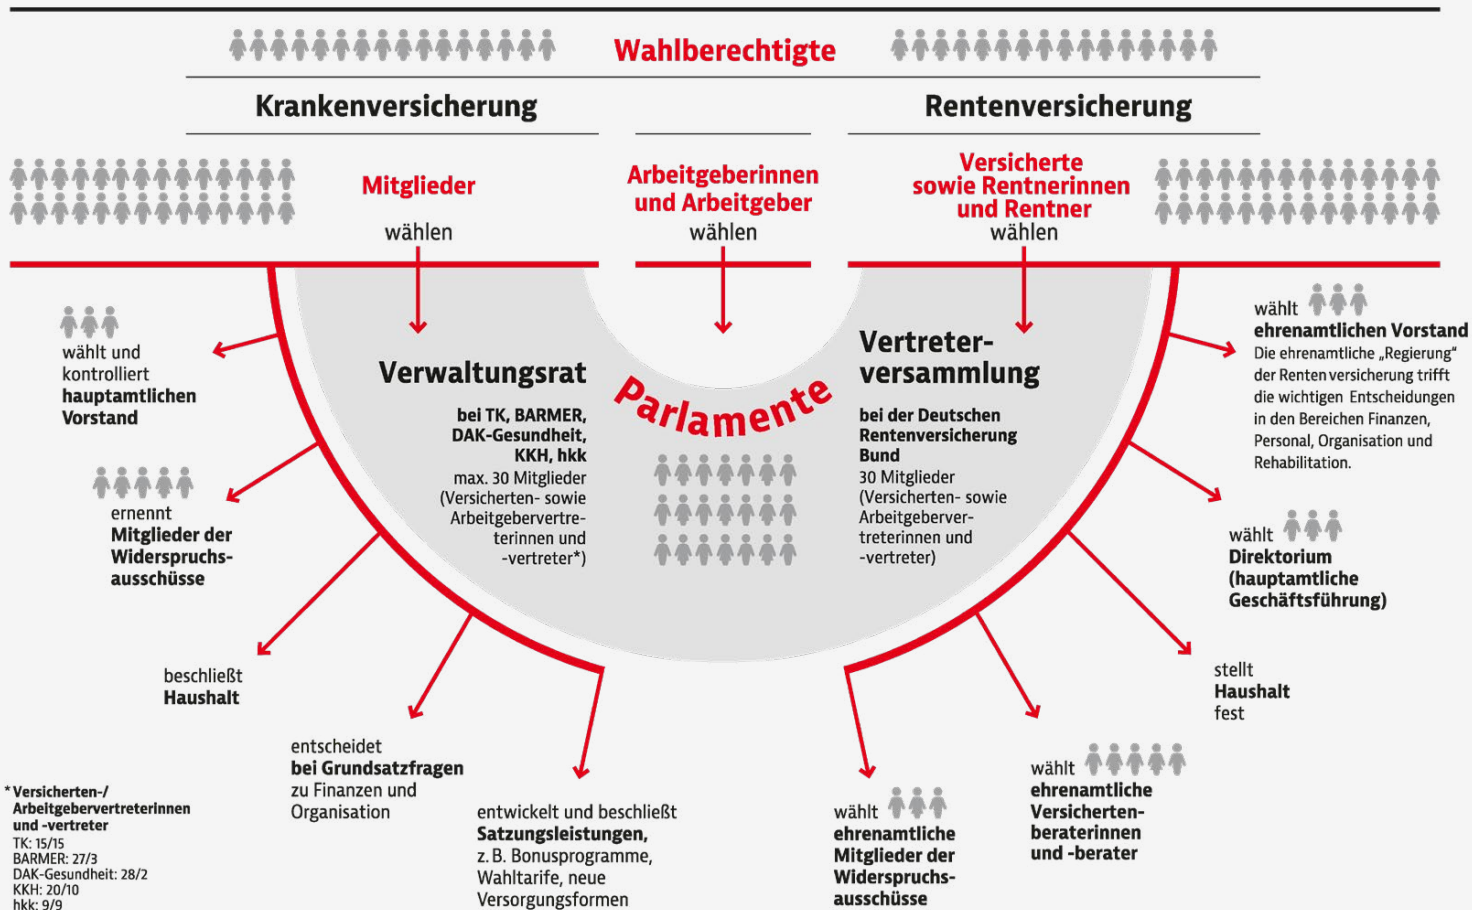 Wahlberechtigte
Krankenversicherung
Rentenversicherung
Mitglieder
wählen
Arbeitgeberinnen
und Arbeitgeber
wählen
Versicherte
sowie Rentnerinnen
und Rentner
wählen
Parlamente
Verwaltungsrat
bei TK, BARMER,
DAK-Gesundheit,
KKH, hkk
max. 30 Mitglieder
(Versicherten- sowie
Arbeitgebervertre-
terinnen und
-vertreter*)
Vertreter-
versammlung
bei der Deutschen
Rentenversicherung
Bund
30 Mitglieder
(Versicherten- sowie
Arbeitgeberver-
treterinnen und
-vertreter)
wählt und
kontrolliert
hauptamtlichen
Vorstand
ernennt
Mitglieder der
Widerspruchs-
ausschüsse
beschließt
Haushalt
entscheidet
bei Grundsatzfragen
zu Finanzen und
Organisation
entwickelt und beschließt
Satzungsleistungen,
z. B. Bonusprogramme,
Wahltarife, neue
Versorgungsformen
wählt
ehrenamtliche
Mitglieder der
Widerspruchs-
ausschüsse
wählt
ehrenamtliche
Versicherten-
beraterinnen
und -berater
stellt
Haushalt
fest
wählt
Direktorium
(hauptamtliche
Geschäftsführung)
wählt
ehrenamtlichen Vorstand
Die ehrenamtliche „Regierung“
der Rentenversicherung trifft
die wichtigen Entscheidungen
in den Bereichen Finanzen,
Personal, Organisation und
Rehabilitation.
* Versicherten-/
Arbeitgebervertreterinnen
und -vertreter
TK: 15/15
BARMER: 27/3
DAK-Gesundheit: 28/2
KKH: 20/10
hkk: 9/9